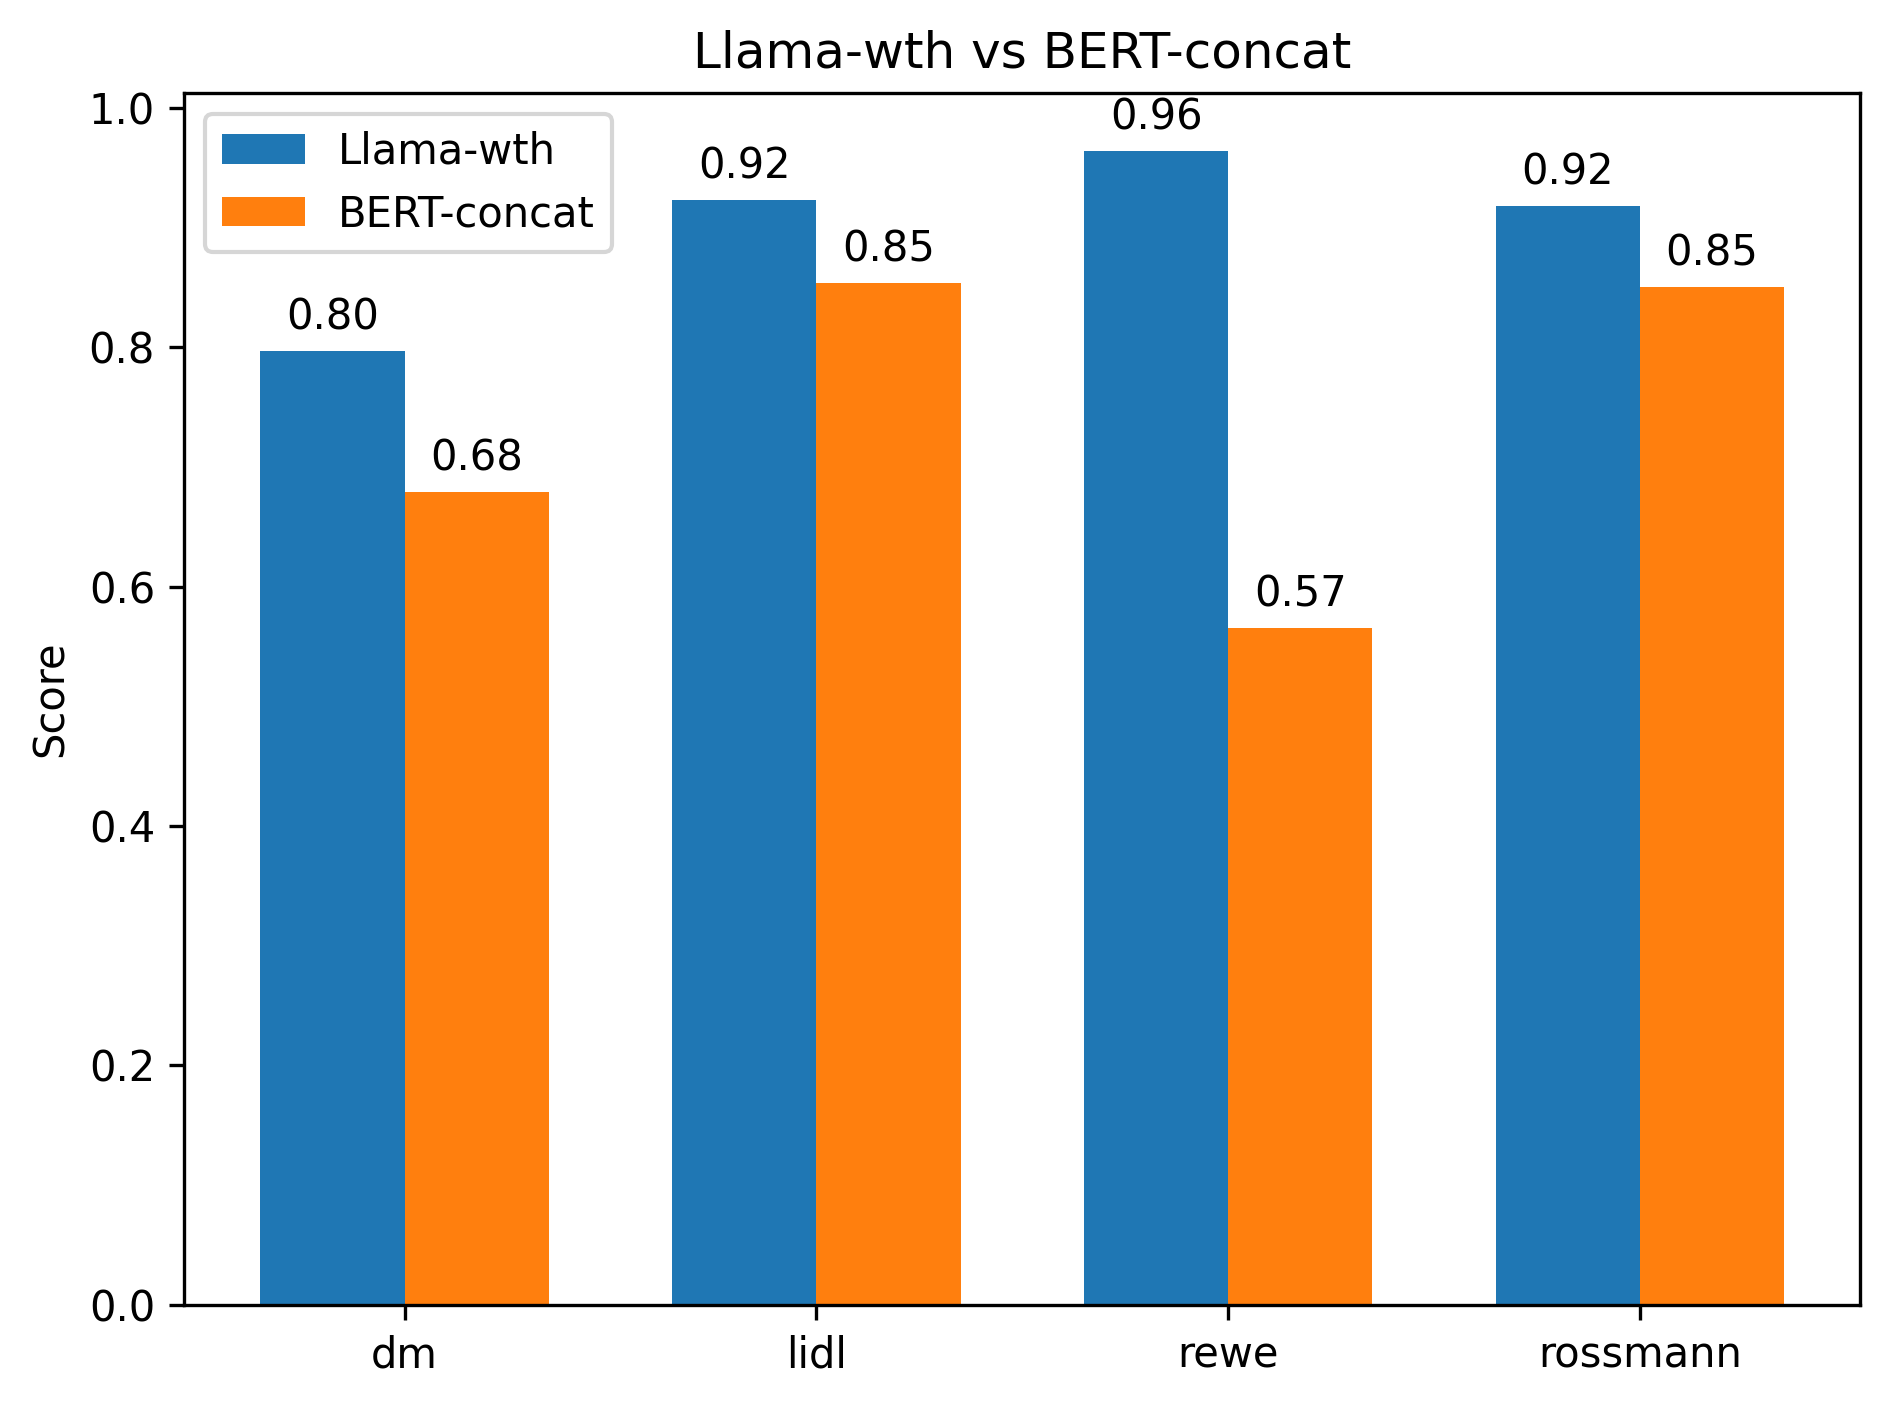 Llama-wth vs BERT-concat
Llama-wth
BERT-concat
1.0
0.8
0.6
0.4
0.2
0.0
Score
0.80
0.68
0.92
0.85
0.96
0.57
0.92
0.85
dm
lidl
rewe
rossmann